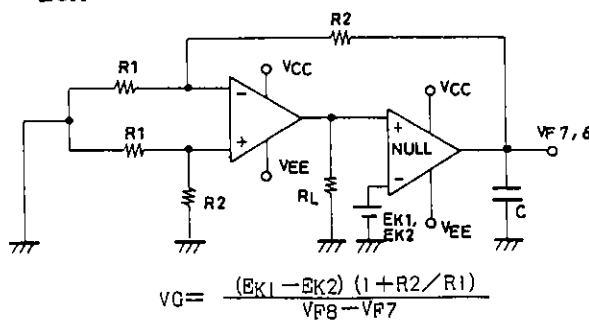 R2
R1
VCC
VCC
R1
VEE
NULL
VF7,6
R2
RL
EK1,
EK2
VEE
C
VG= (EK1−EK2) (1+R2/R1)
VF8−VF7